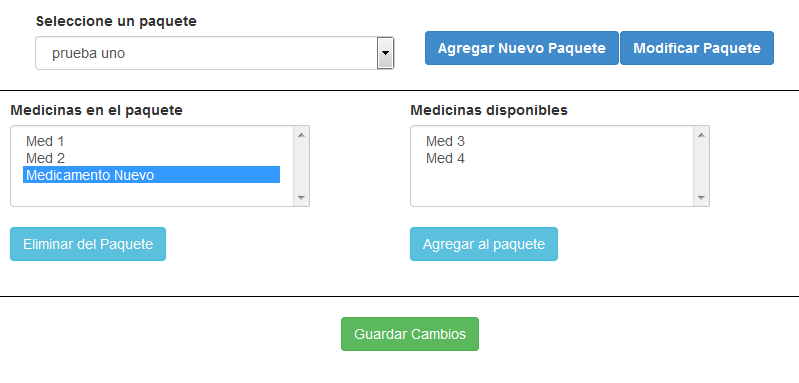 Seleccione un paquete
prueba uno
Agregar Nuevo Paquete
Modificar Paquete
Medicinas en el paquete
Med 1
Med 2
Medicamento Nuevo
Eliminar del Paquete
Medicinas disponibles
Med 3
Med 4
Agregar al paquete
Guardar Cambios